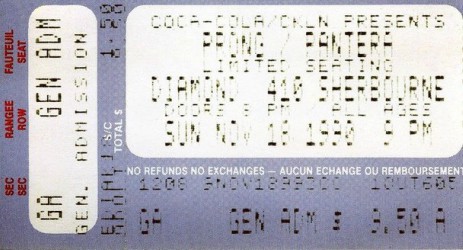 COCA-COLA/CKLN PRESENTS
PRONG / PANTERA
LIMITED SEATING
DIAMOND 410 SHERBOURNE
DOORS 8 PM / ALL AGES
SUN NOV 18 1990 9 PM
NO REFUNDS NO EXCHANGES – AUCUN ECHANGE OU REMBOURSEMENT
GA GEN ADM $ 9.50 A
FAUTEUIL
SEAT
RANGEE
ROW
SEC
SEC
GA GEN ADM
GEN. ADMISSION
S/C
TOTAL $